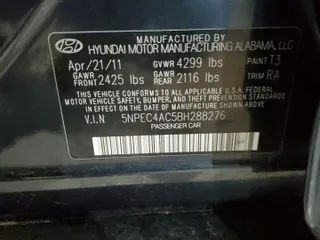 HYUNDAI MOTOR MANUFACTURING ALABAMA, LLC
Apr/21/11 GVWR 4299 lbs PAINT T3
GAWR FRONT 2425 lbs GAWR REAR 2116 lbs TRIM RA
THIS VEHICLE CONFORMS TO ALL APPLICABLE U.S.A. FEDERAL
MOTOR VEHICLE SAFETY, BUMPER, AND THEFT PREVENTION
STANDARDS IN EFFECT ON THE DATE OF MANUFACTURE SHOWN ABOVE.
V.I.N 5NPEC4AC5BH288276
PASSENGER CAR